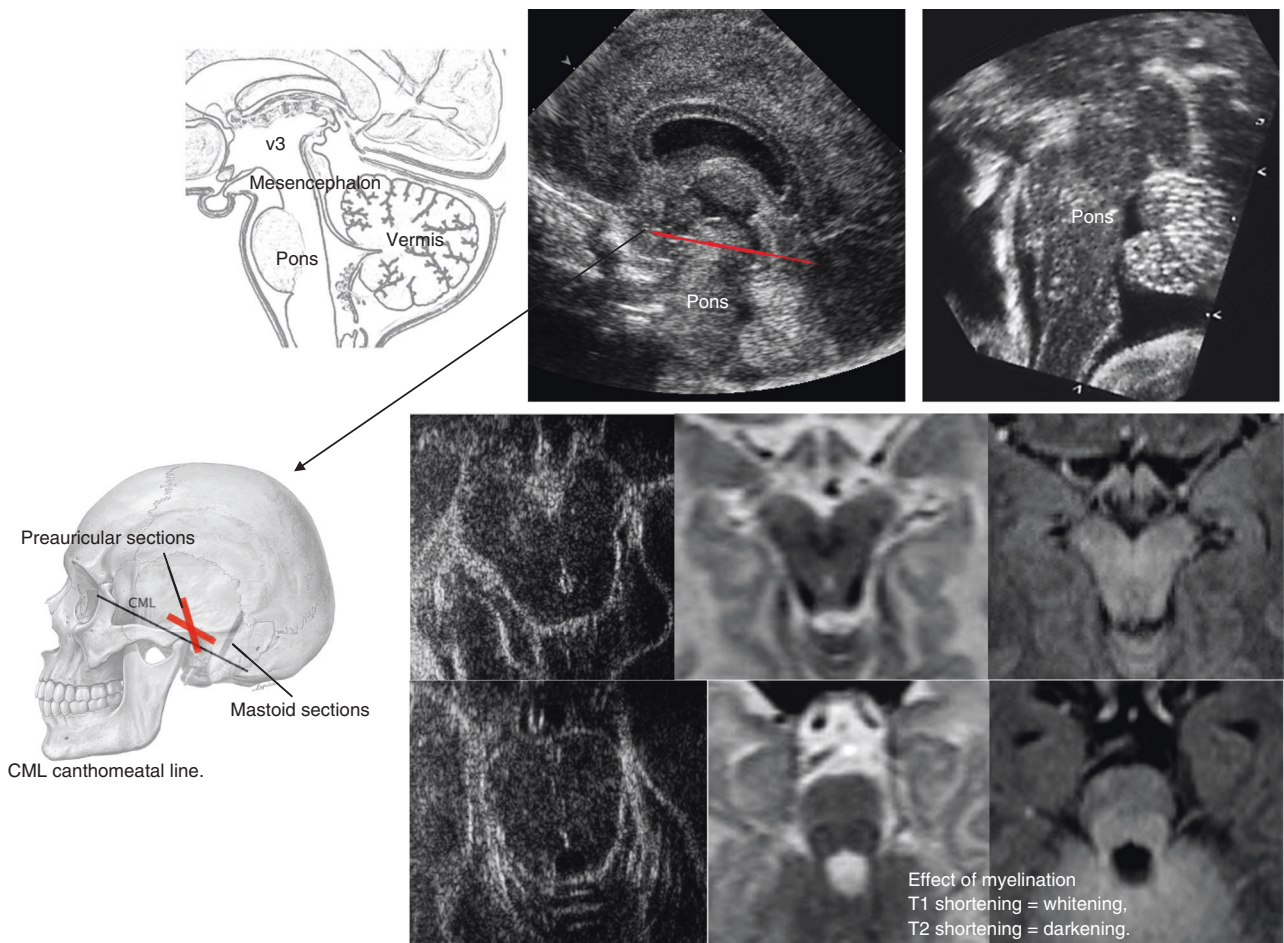 v3
Mesencephalon
Vermis
Pons
Pons
Pons
Preauricular sections
CML
Mastoid sections
CML canthomeatal line.
Effect of myelination
T1 shortening = whitening,
T2 shortening = darkening.